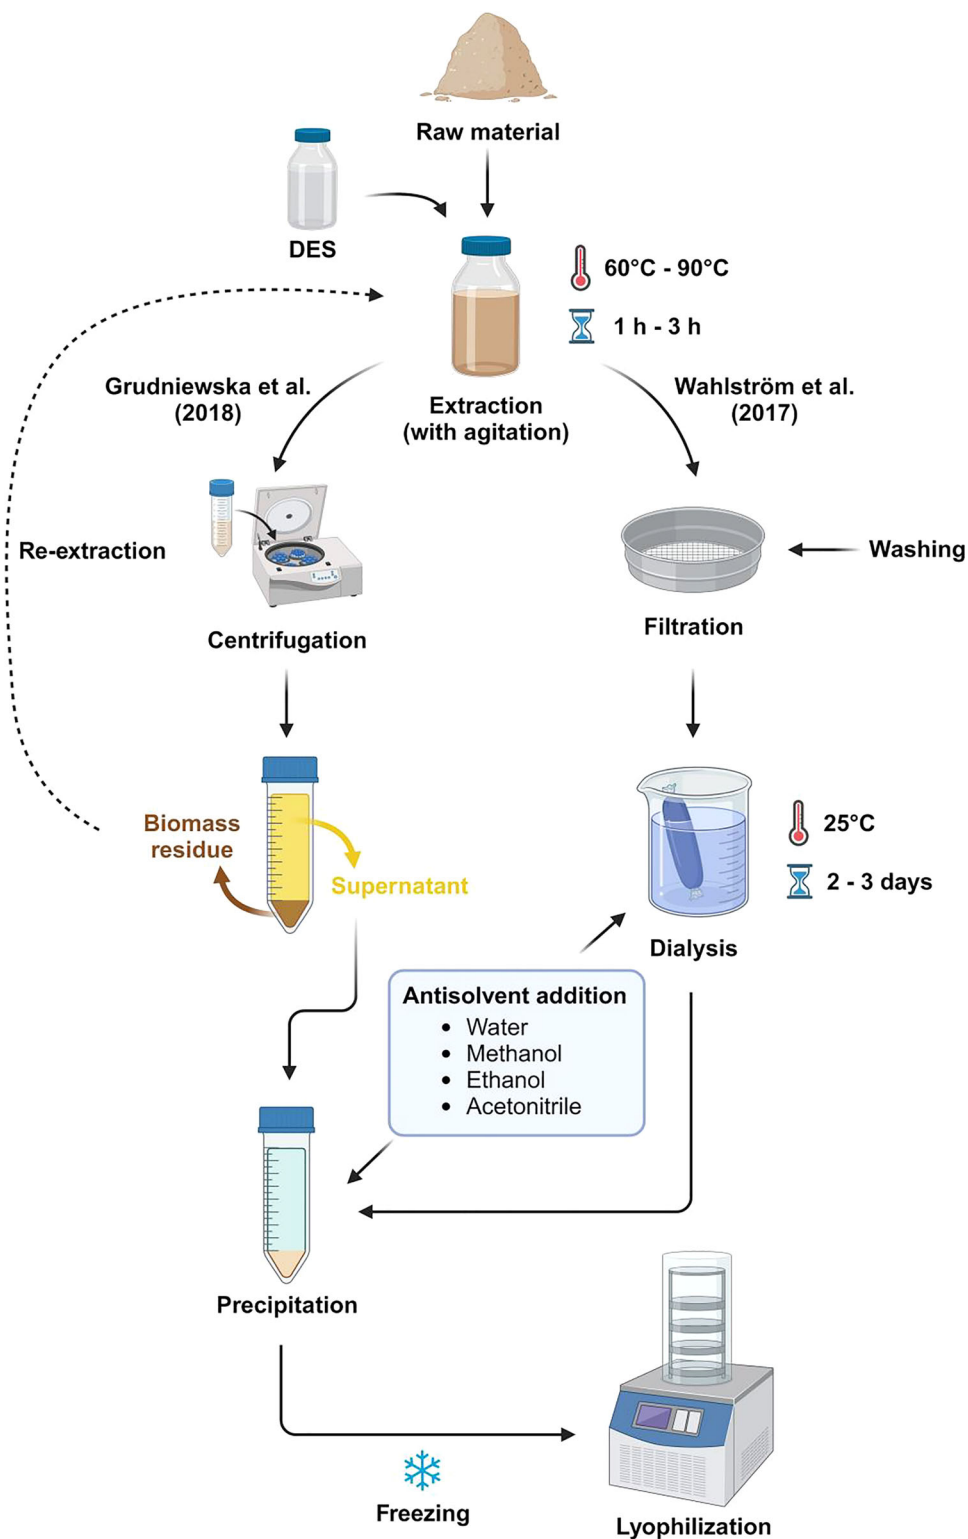 Raw material
DES
60°C - 90°C
1 h - 3 h
Extraction
(with agitation)
Grudniewska et al.
(2018)
Wahlström et al.
(2017)
Re-extraction
Centrifugation
Washing
Filtration
Biomass
residue
Supernatant
25°C
2 - 3 days
Dialysis
Antisolvent addition
• Water
• Methanol
• Ethanol
• Acetonitrile
Precipitation
Freezing
Lyophilization